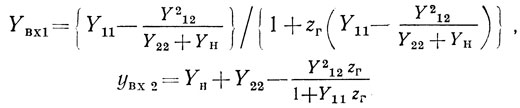 Yвх1 = {Y11 − Y²12 / (Y22 + Yн)} / {1 + zг (Y11 − Y²12 / (Y22 + Yн))} ,
yвх 2 = Yн + Y22 − Y²12 zг / (1+Y11 zг)